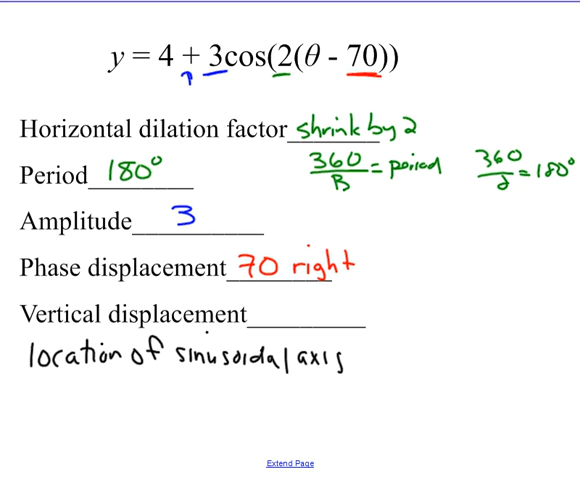 y = 4 + 3cos(2(θ - 70))
Horizontal dilation factor shrink by 2
Period 180° 360/B = period 360/2 = 180°
Amplitude 3
Phase displacement 70 right
Vertical displacement_________
location of sinusoidal axis
Extend Page